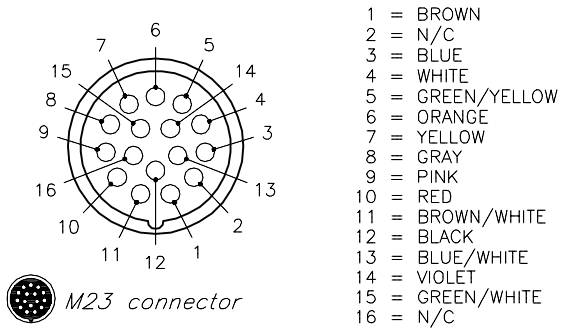 6
7
5
15
14
8
4
9
3
16
13
10
2
11
1
12
1 = BROWN
2 = N/C
3 = BLUE
4 = WHITE
5 = GREEN/YELLOW
6 = ORANGE
7 = YELLOW
8 = GRAY
9 = PINK
10 = RED
11 = BROWN/WHITE
12 = BLACK
13 = BLUE/WHITE
14 = VIOLET
15 = GREEN/WHITE
16 = N/C
M23 connector